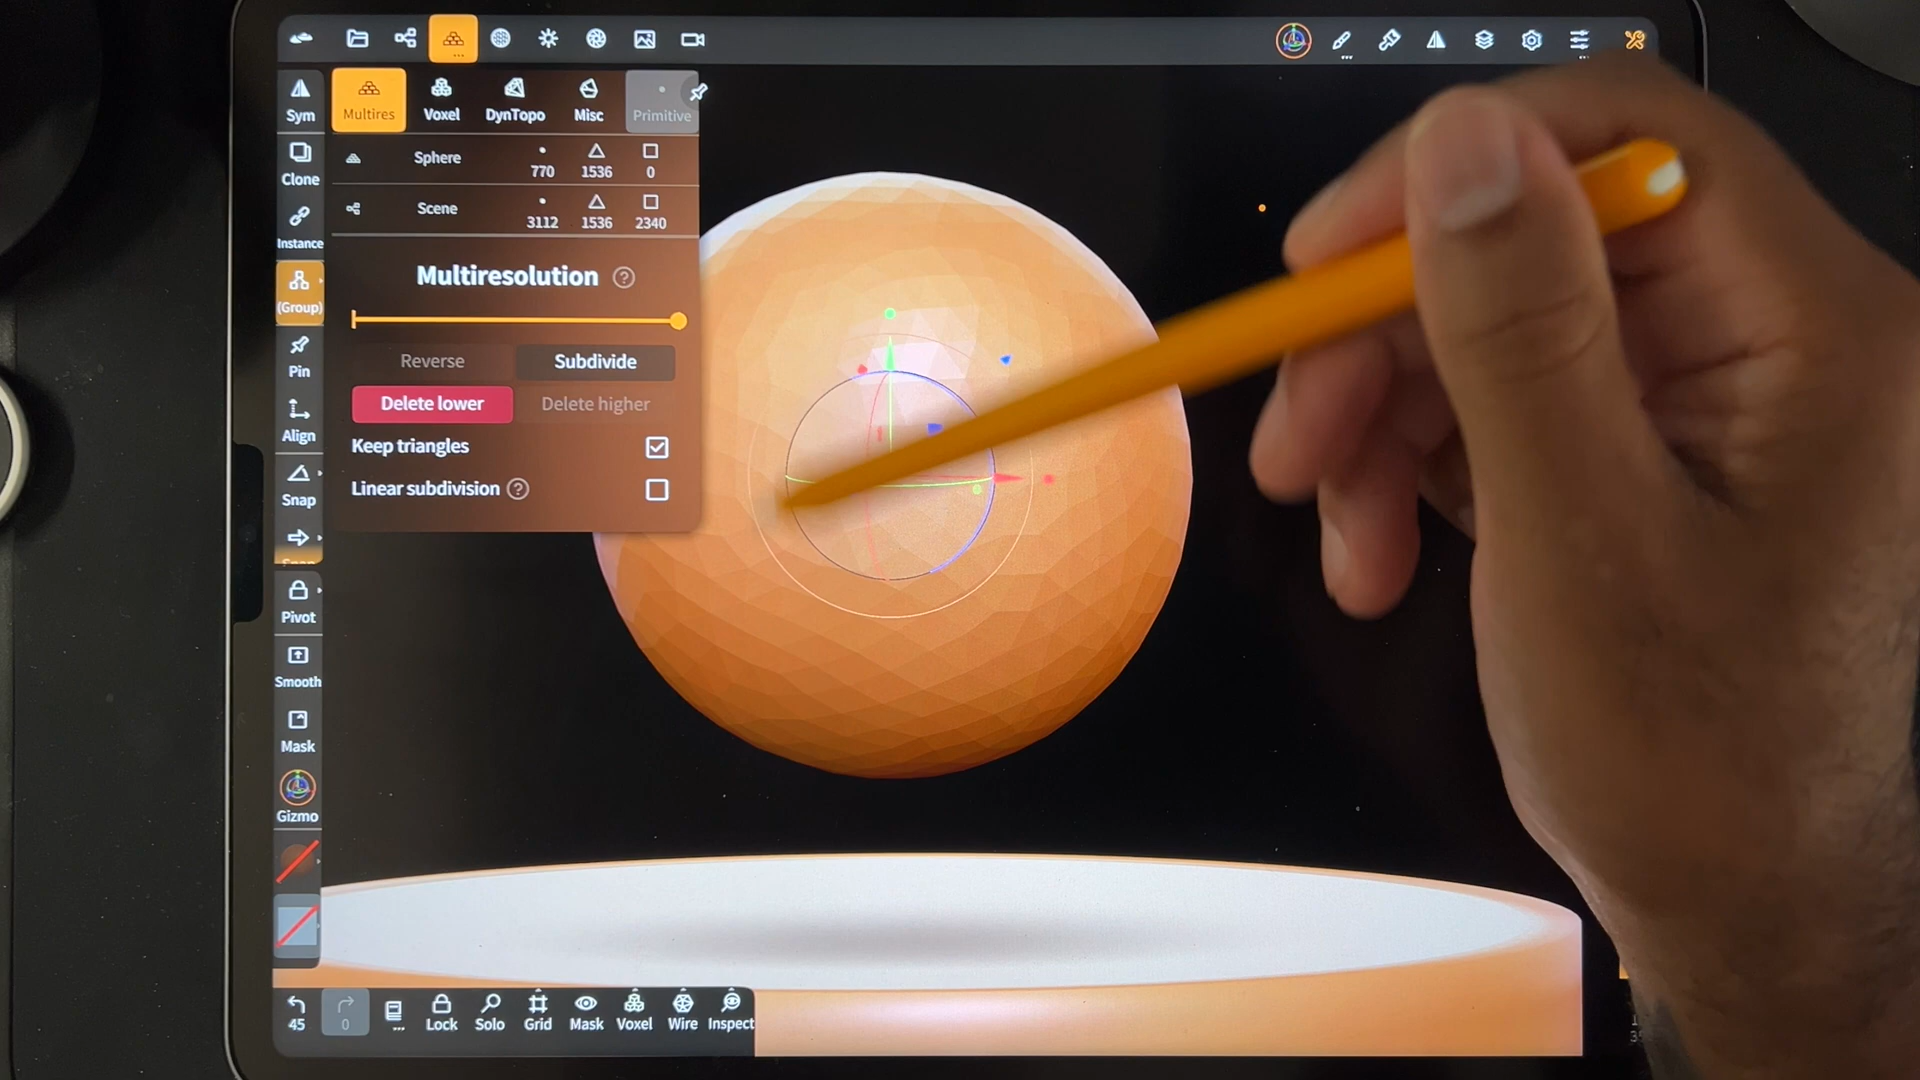 Sym
Clone
Instance
(Group)
Pin
Align
Snap
Pivot
Smooth
Mask
Gizmo
Multires
Voxel
DynTopo
Misc
Primitive
Sphere
770
1536
0
Scene
3112
1536
2340
Multiresolution ?
Reverse
Subdivide
Delete lower
Delete higher
Keep triangles
Linear subdivision ?
45
0
Lock
Solo
Grid
Mask
Voxel
Wire
Inspect